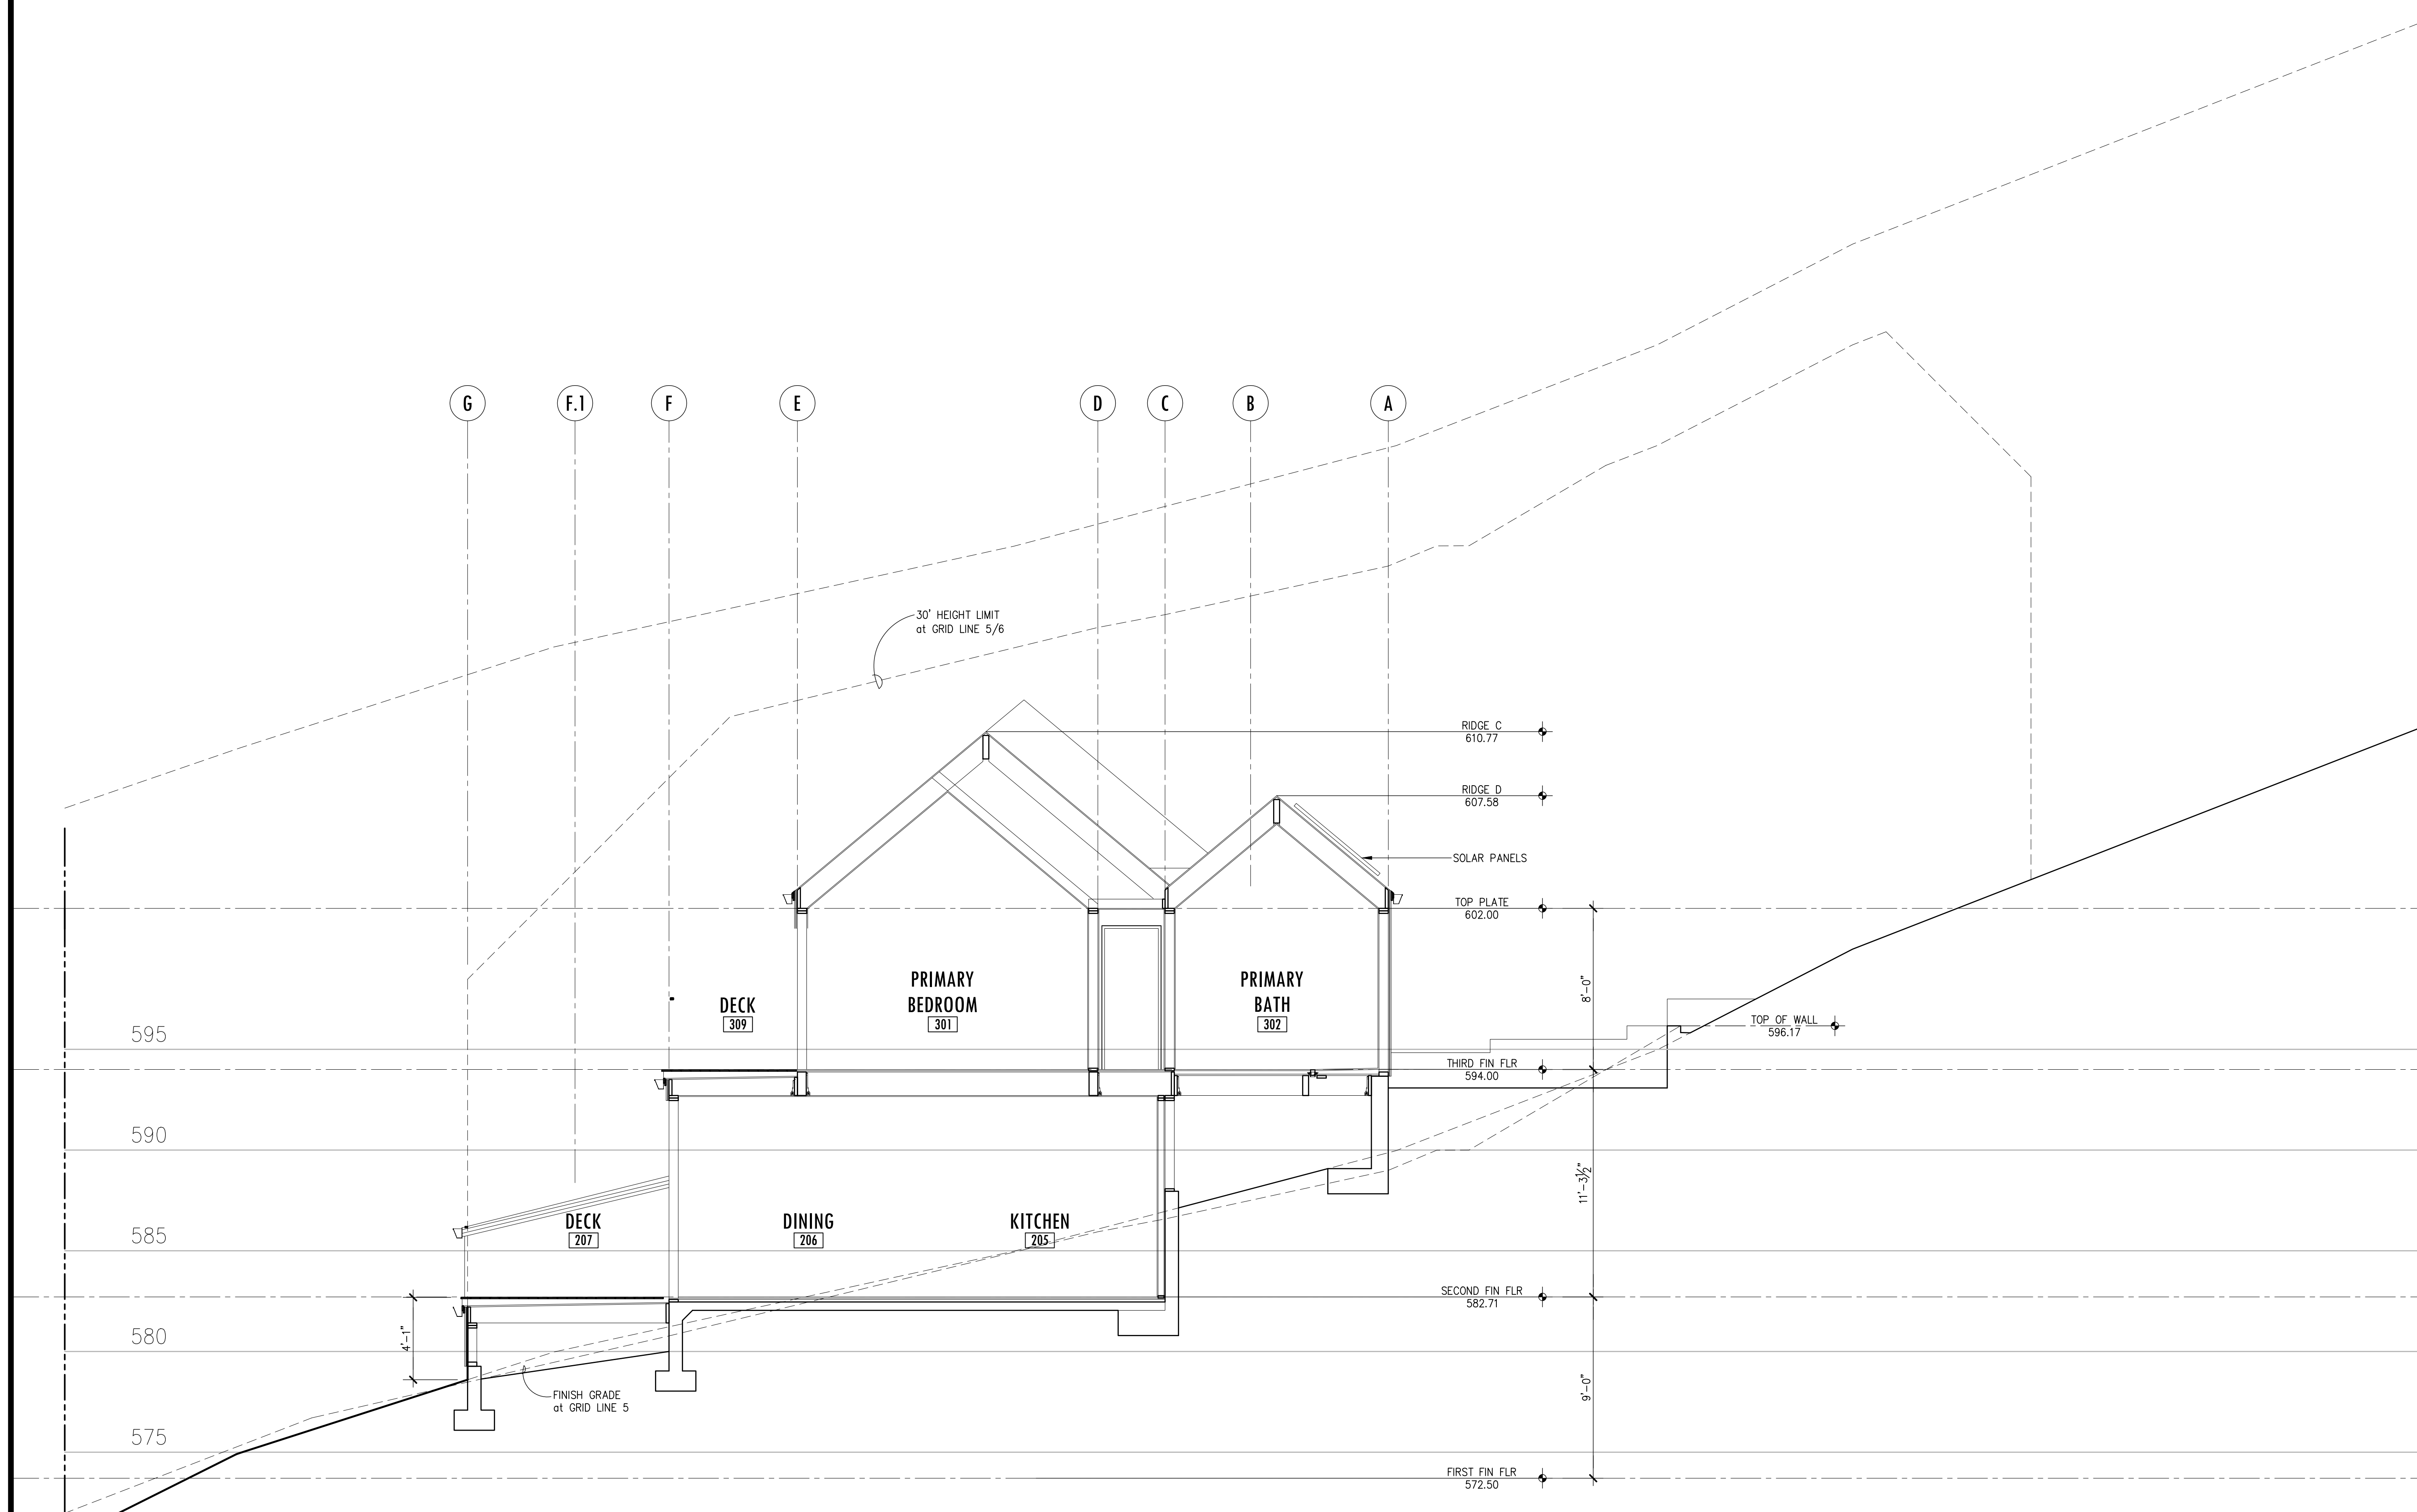 G F.1 F E D C B A
30' HEIGHT LIMIT
at GRID LINE 5/6
RIDGE C
610.77
RIDGE D
607.58
SOLAR PANELS
TOP PLATE
602.00
PRIMARY
BEDROOM
301
PRIMARY
BATH
302
DECK
309
8'-0"
TOP OF WALL
596.17
595
THIRD FIN FLR
594.00
590
11'-3½"
DECK
207
DINING
206
KITCHEN
205
585
SECOND FIN FLR
582.71
580
4'-1"
9'-0"
FINISH GRADE
at GRID LINE 5
575
FIRST FIN FLR
572.50